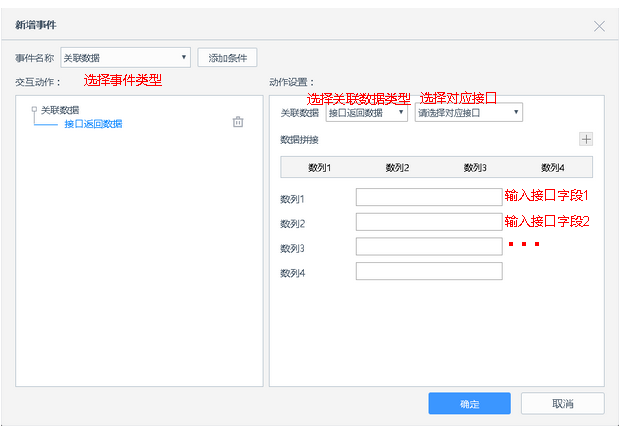 新增事件
事件名称 关联数据 添加条件
交互动作： 选择事件类型
动作设置：
关联数据
接口返回数据
选择关联数据类型 选择对应接口
关联数据 接口返回数据 请选择对应接口
数据拼接
数列1 数列2 数列3 数列4
数列1 输入接口字段1
数列2 输入接口字段2
数列3 ...
数列4
确定 取消